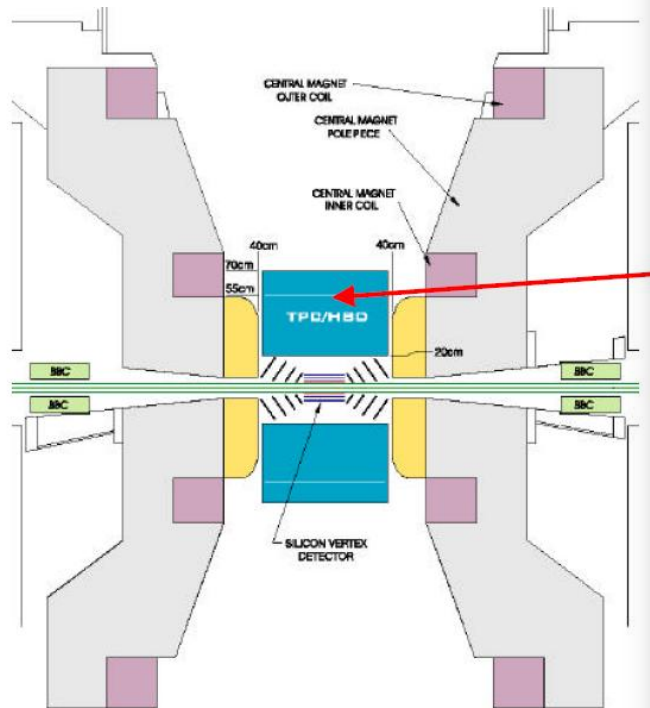 CENTRAL MAGNET
OUTER COIL
CENTRAL MAGNET
POLE PIECE
CENTRAL MAGNET
INNER COIL
40cm
40cm
70cm
55cm
TPC/HBD
20cm
BBC
BBC
BBC
BBC
SILICON VERTEX
DETECTOR